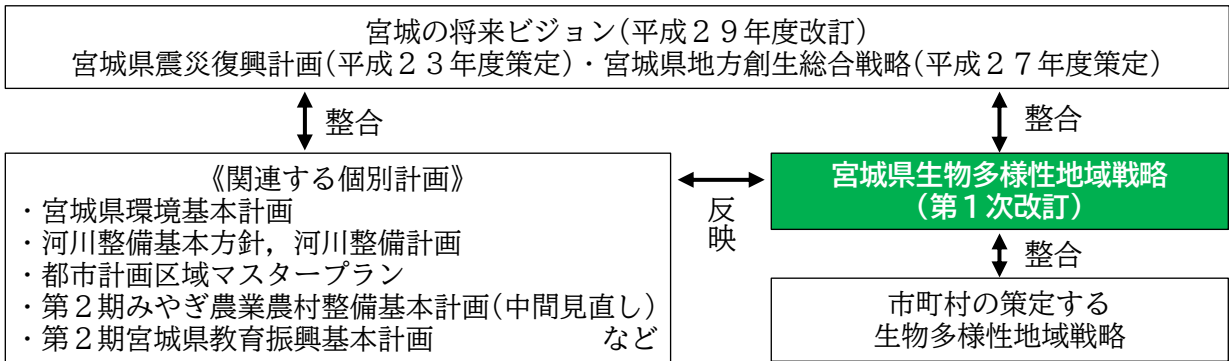 宮城の将来ビジョン(平成２９年度改訂)
宮城県震災復興計画(平成２３年度策定)・宮城県地方創生総合戦略(平成２７年度策定)
整合
整合
《関連する個別計画》
・宮城県環境基本計画
・河川整備基本方針，河川整備計画
・都市計画区域マスタープラン
・第２期みやぎ農業農村整備基本計画(中間見直し)
・第２期宮城県教育振興基本計画　など
反映
宮城県生物多様性地域戦略
(第１次改訂)
整合
市町村の策定する
生物多様性地域戦略